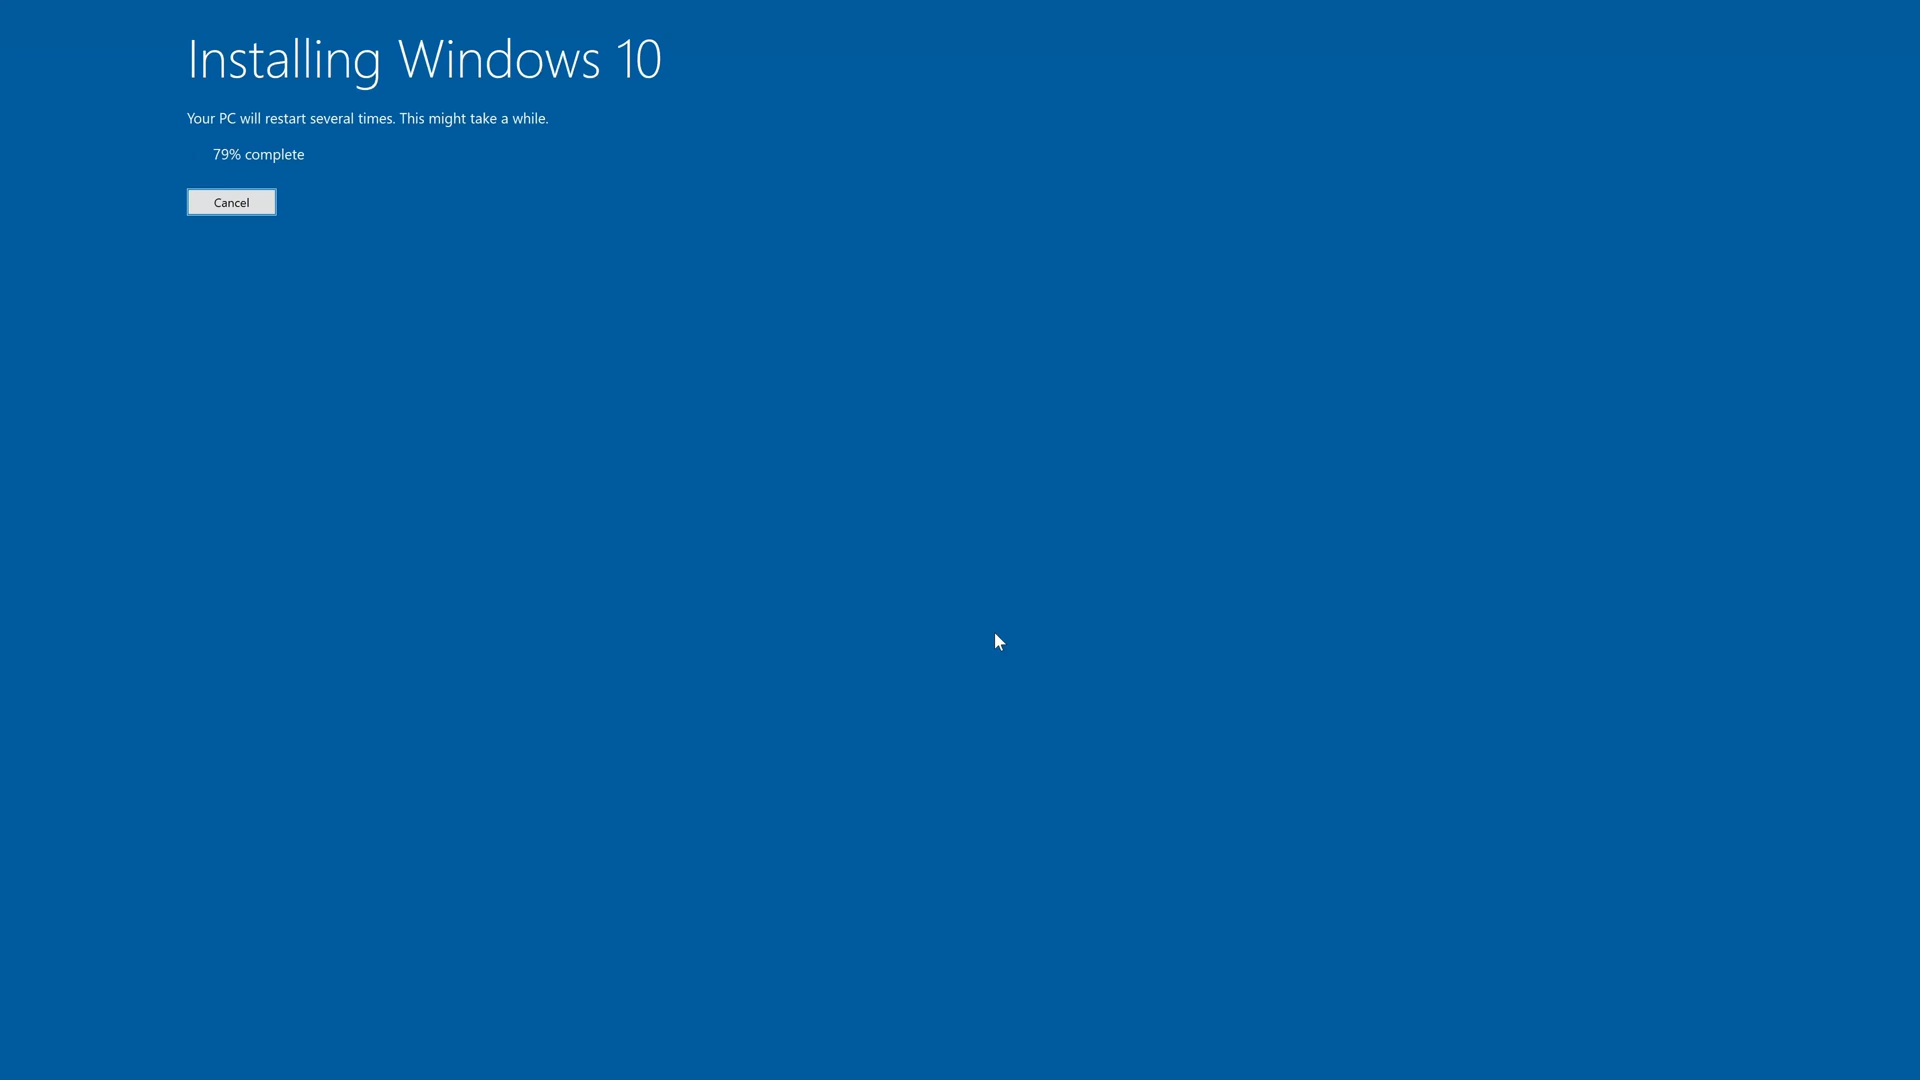 Installing Windows 10
Your PC will restart several times. This might take a while.
79% complete
Cancel